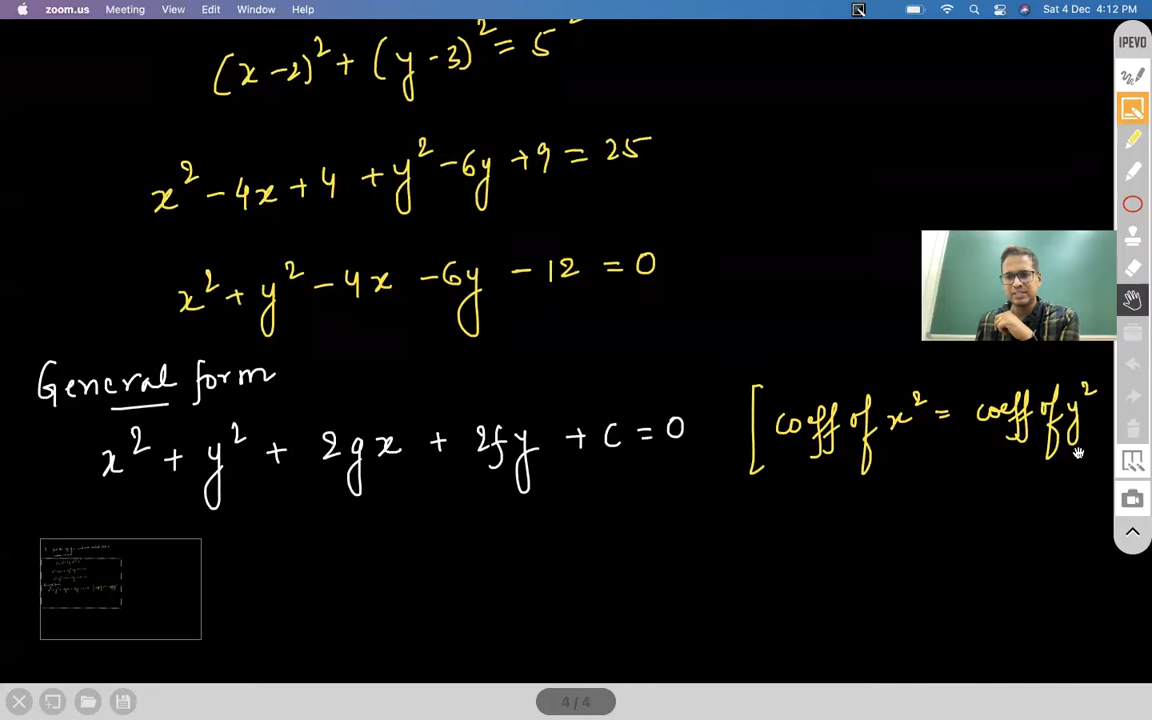 zoom.us Meeting View Edit Window Help Sat 4 Dec 4:12 PM
IPEVO
(x-2)² + (y-3)² = 5²
x² - 4x + 4 + y² - 6y + 9 = 25
x² + y² - 4x - 6y - 12 = 0
General form
x² + y² + 2gx + 2fy + c = 0 [coeff of x² = coeff of y²
4/4